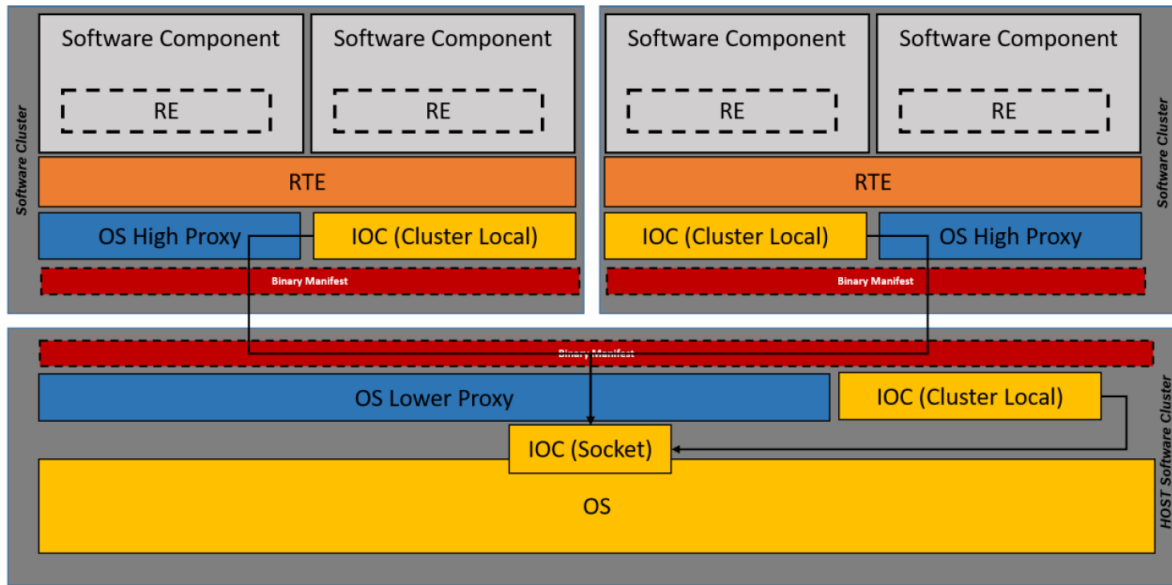 Software Component
Software Component
Software Component
Software Component
RE
RE
RE
RE
Software Cluster
Software Cluster
RTE
RTE
OS High Proxy
IOC (Cluster Local)
IOC (Cluster Local)
OS High Proxy
Binary Manifest
Binary Manifest
Binary Manifest
OS Lower Proxy
IOC (Cluster Local)
IOC (Socket)
OS
HOST Software Cluster